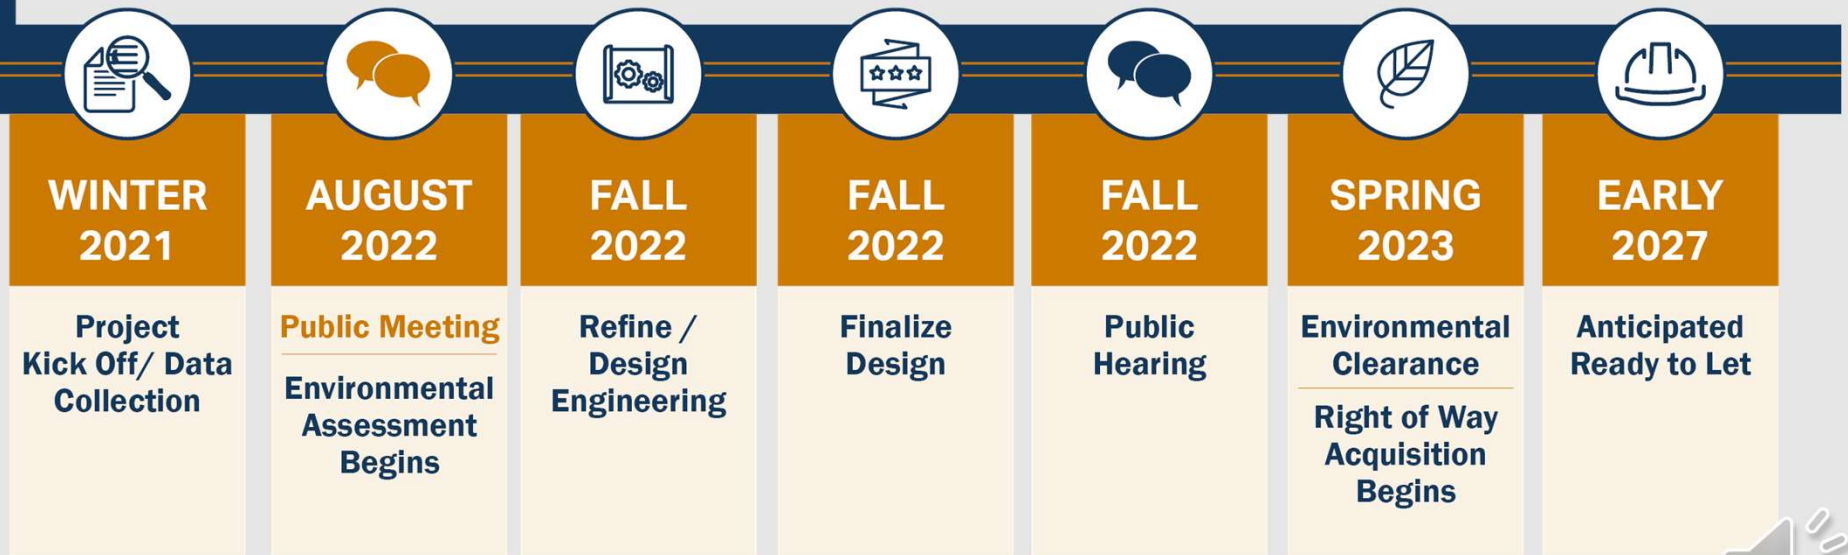 WINTER
2021
Project
Kick Off/ Data
Collection
AUGUST
2022
Public Meeting
Environmental
Assessment
Begins
FALL
2022
Refine /
Design
Engineering
FALL
2022
Finalize
Design
FALL
2022
Public
Hearing
SPRING
2023
Environmental
Clearance
Right of Way
Acquisition
Begins
EARLY
2027
Anticipated
Ready to Let